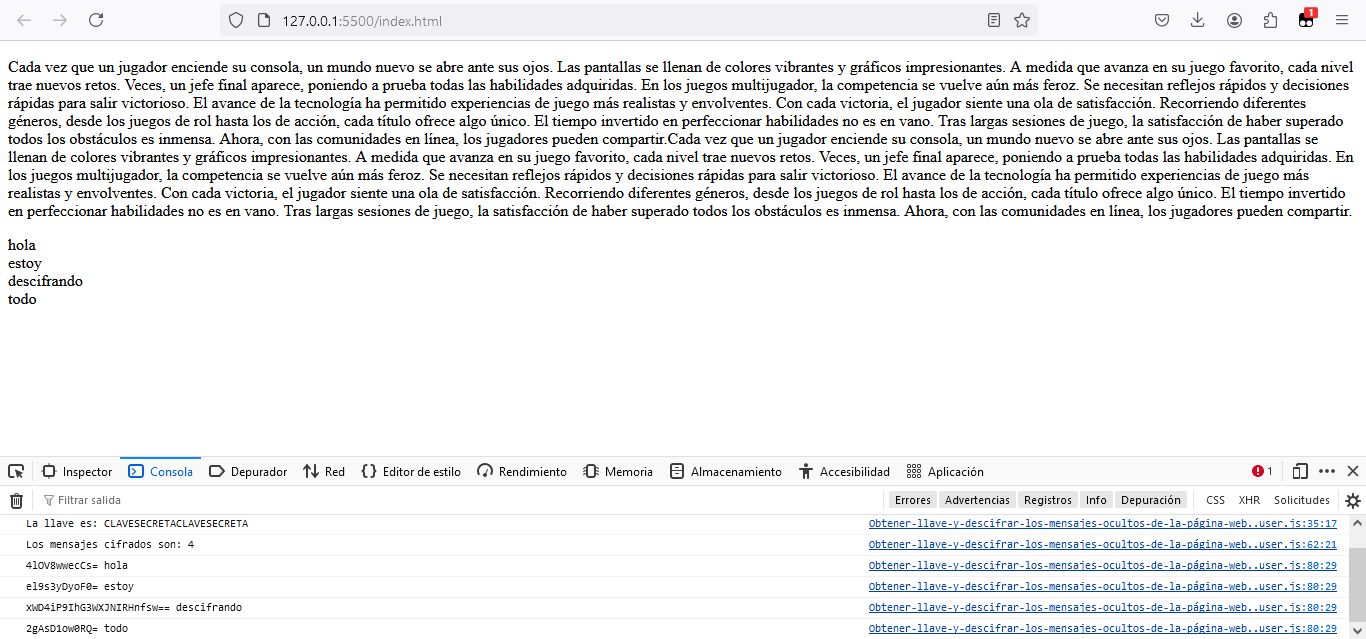 127.0.0.1:5500/index.html
1
Cada vez que un jugador enciende su consola, un mundo nuevo se abre ante sus ojos. Las pantallas se llenan de colores vibrantes y gráficos impresionantes. A medida que avanza en su juego favorito, cada nivel
trae nuevos retos. Veces, un jefe final aparece, poniendo a prueba todas las habilidades adquiridas. En los juegos multijugador, la competencia se vuelve aún más feroz. Se necesitan reflejos rápidos y decisiones
rápidas para salir victorioso. El avance de la tecnología ha permitido experiencias de juego más realistas y envolventes. Con cada victoria, el jugador siente una ola de satisfacción. Recorriendo diferentes
géneros, desde los juegos de rol hasta los de acción, cada título ofrece algo único. El tiempo invertido en perfeccionar habilidades no es en vano. Tras largas sesiones de juego, la satisfacción de haber superado
todos los obstáculos es inmensa. Ahora, con las comunidades en línea, los jugadores pueden compartir.Cada vez que un jugador enciende su consola, un mundo nuevo se abre ante sus ojos. Las pantallas se
llenan de colores vibrantes y gráficos impresionantes. A medida que avanza en su juego favorito, cada nivel trae nuevos retos. Veces, un jefe final aparece, poniendo a prueba todas las habilidades adquiridas. En
los juegos multijugador, la competencia se vuelve aún más feroz. Se necesitan reflejos rápidos y decisiones rápidas para salir victorioso. El avance de la tecnología ha permitido experiencias de juego más
realistas y envolventes. Con cada victoria, el jugador siente una ola de satisfacción. Recorriendo diferentes géneros, desde los juegos de rol hasta los de acción, cada título ofrece algo único. El tiempo invertido
en perfeccionar habilidades no es en vano. Tras largas sesiones de juego, la satisfacción de haber superado todos los obstáculos es inmensa. Ahora, con las comunidades en línea, los jugadores pueden compartir.
hola
estoy
descifrando
todo
Inspector Consola Depurador Red Editor de estilo Rendimiento Memoria Almacenamiento Accesibilidad Aplicación 1
Filtrar salida Errores Advertencias Registros Info Depuración CSS XHR Solicitudes
La llave es: CLAVESECRETACLAVESECRETA Obtener-llave-y-descifrar-los-mensajes-ocultos-de-la-página-web..user.js:35:17
Los mensajes cifrados son: 4 Obtener-llave-y-descifrar-los-mensajes-ocultos-de-la-página-web..user.js:62:21
4lOV8wwecCs= hola Obtener-llave-y-descifrar-los-mensajes-ocultos-de-la-página-web..user.js:80:29
el9s3yDyoF0= estoy Obtener-llave-y-descifrar-los-mensajes-ocultos-de-la-página-web..user.js:80:29
xWD4iP9IhG3WXJNIRHnfsw== descifrando Obtener-llave-y-descifrar-los-mensajes-ocultos-de-la-página-web..user.js:80:29
2gAsD1ow0RQ= todo Obtener-llave-y-descifrar-los-mensajes-ocultos-de-la-página-web..user.js:80:29